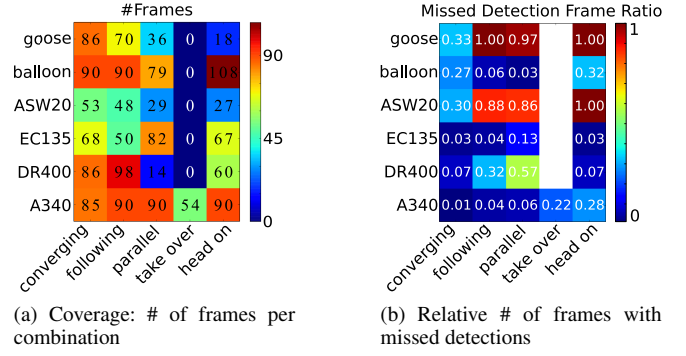 #Frames
goose 86 70 36 0 18
balloon 90 90 79 0 108
ASW20 53 48 29 0 27
EC135 68 50 82 0 67
DR400 86 98 14 0 60
A340 85 90 90 54 90
converging following parallel take over head on
90
45
0
(a) Coverage: # of frames per
combination
Missed Detection Frame Ratio
goose 0.33 1.00 0.97 1.00
balloon 0.27 0.06 0.03 0.32
ASW20 0.30 0.88 0.86 1.00
EC135 0.03 0.04 0.13 0.03
DR400 0.07 0.32 0.57 0.07
A340 0.01 0.04 0.06 0.22 0.28
converging following parallel take over head on
1
0
(b) Relative # of frames with
missed detections